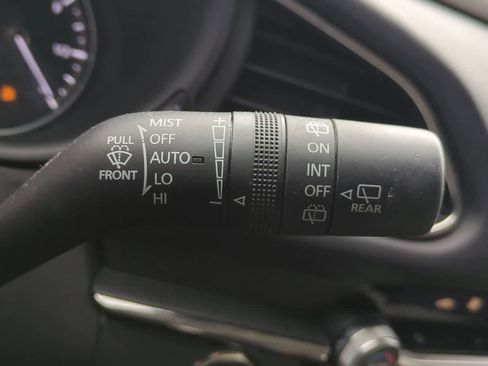 MIST
OFF
AUTO
LO
HI
PULL
FRONT
+
-
ON
INT
OFF
REAR